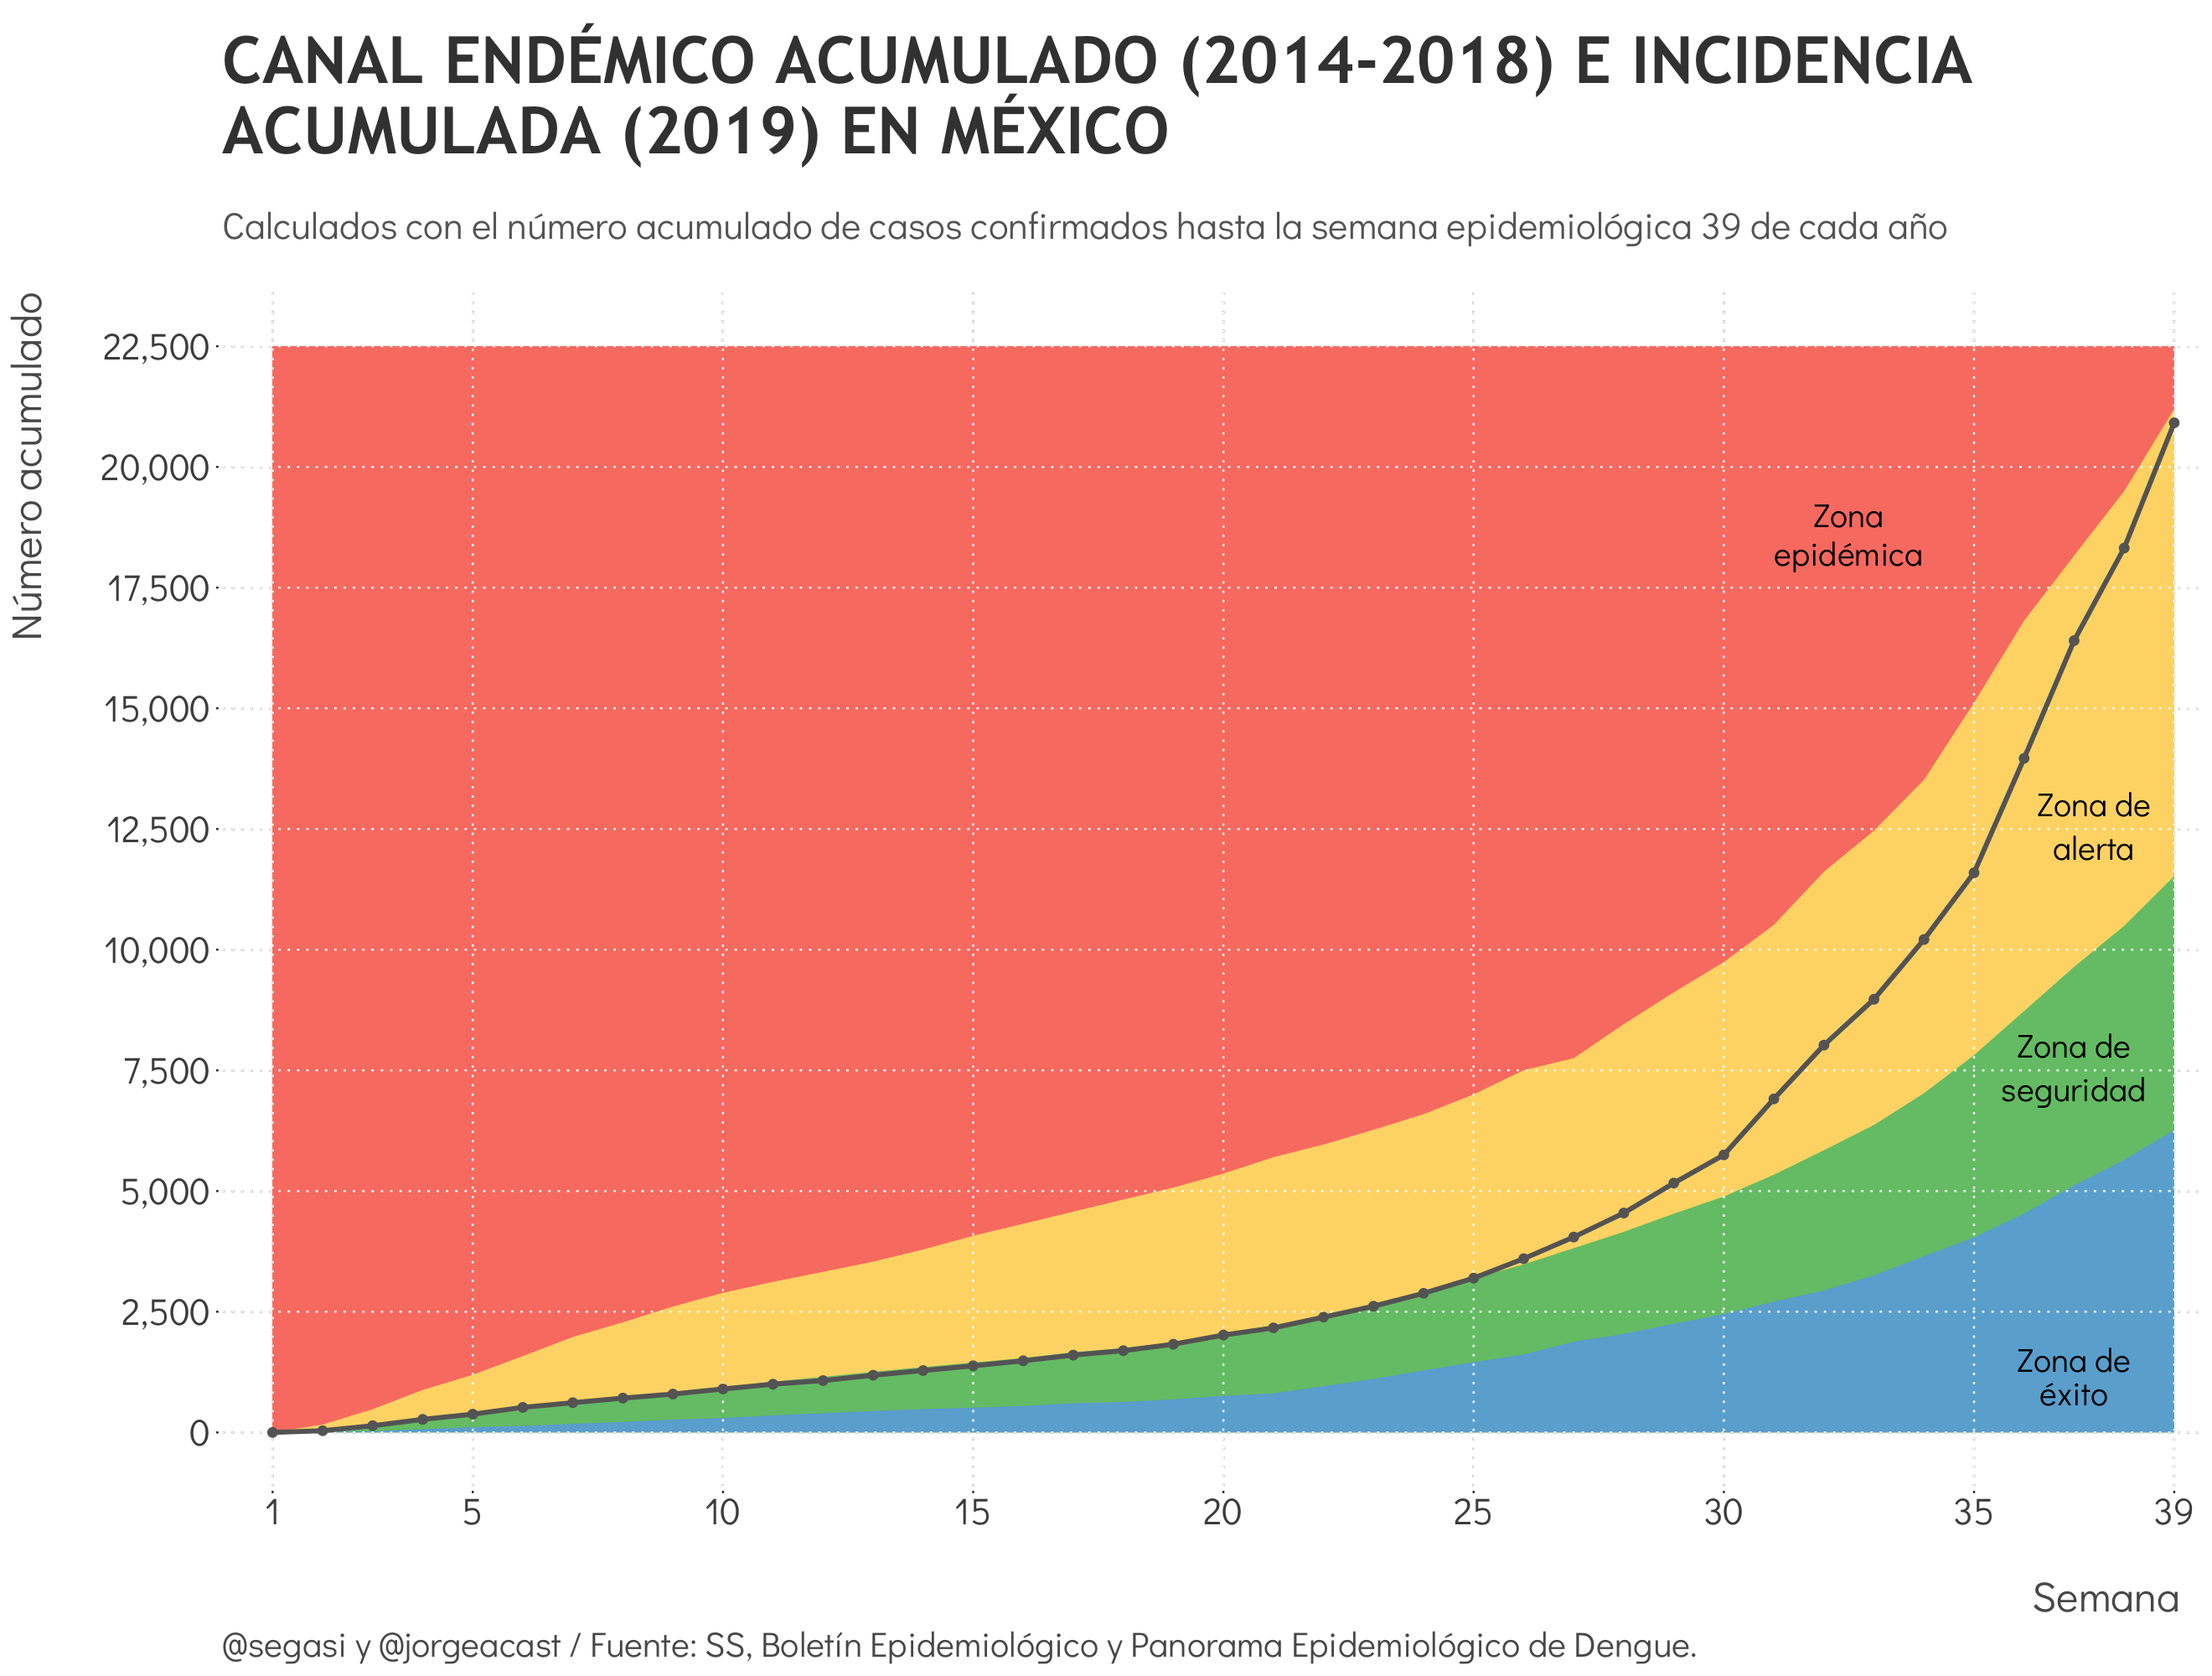 CANAL ENDÉMICO ACUMULADO (2014-2018) E INCIDENCIA
ACUMULADA (2019) EN MÉXICO
Calculados con el número acumulado de casos confirmados hasta la semana epidemiológica 39 de cada año
Número acumulado
22,500
20,000
17,500
15,000
12,500
10,000
7,500
5,000
2,500
0
Zona
epidémica
Zona de
alerta
Zona de
seguridad
Zona de
éxito
1 5 10 15 20 25 30 35 39
Semana
@segasi y @jorgeacast / Fuente: SS, Boletín Epidemiológico y Panorama Epidemiológico de Dengue.